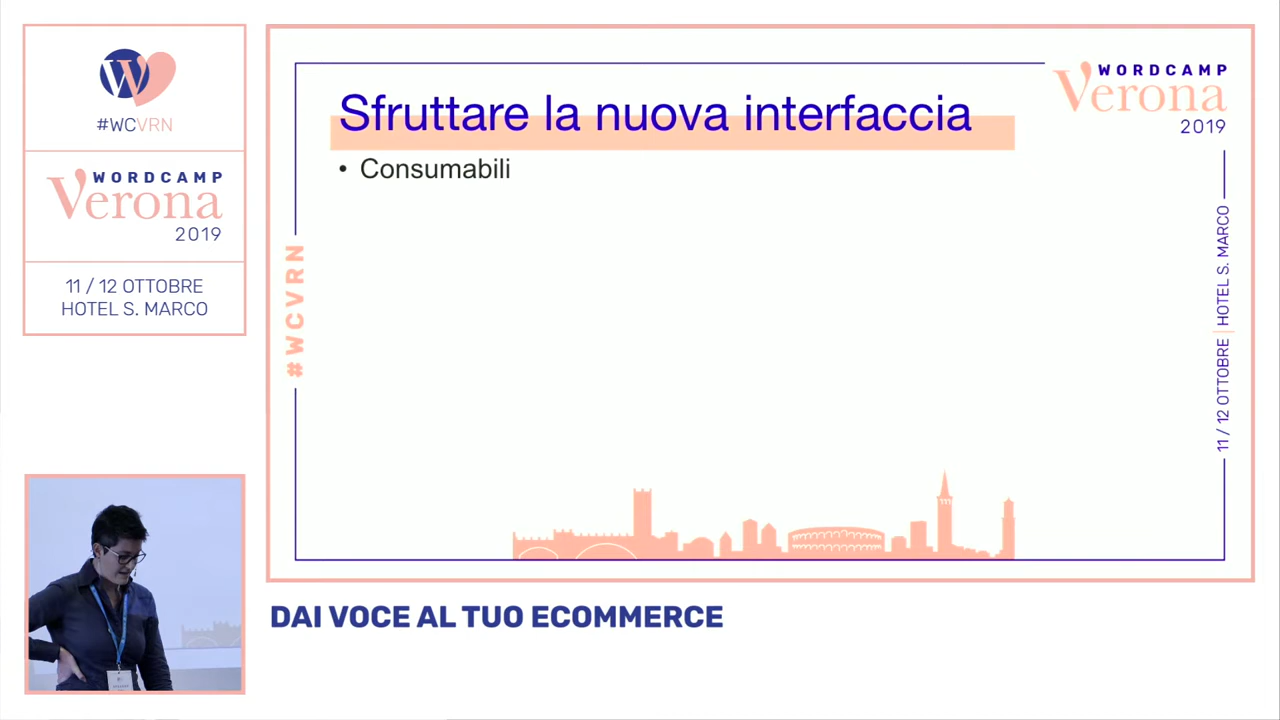 #WCVRN
WORDCAMP
Verona
2019
11 / 12 OTTOBRE
HOTEL S. MARCO
Sfruttare la nuova interfaccia
• Consumabili
WORDCAMP
Verona
2019
#WCVRN
11 / 12 OTTOBRE | HOTEL S. MARCO
DAI VOCE AL TUO ECOMMERCE